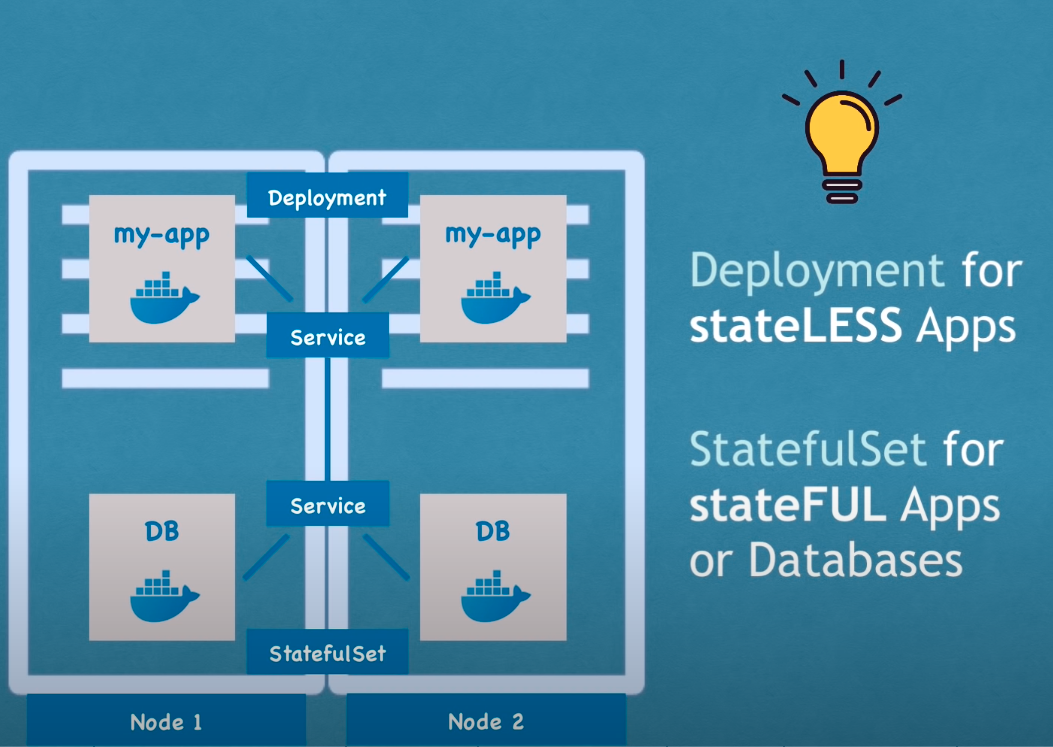 Deployment
my-app
my-app
Service
Service
DB
DB
StatefulSet
Node 1
Node 2
Deployment for
stateLESS Apps
StatefulSet for
stateFUL Apps
or Databases